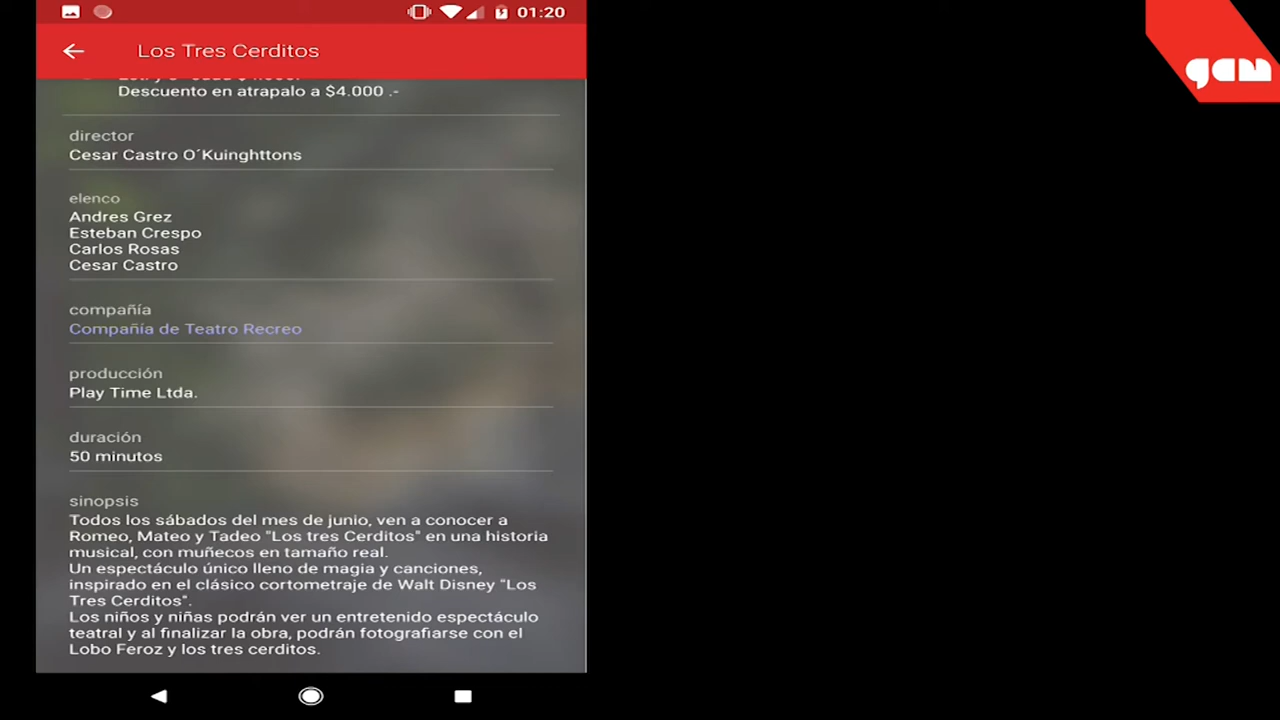 01:20
Los Tres Cerditos
Descuento en atrapalo a $4.000 .-
director
Cesar Castro O´Kuinghttons
elenco
Andres Grez
Esteban Crespo
Carlos Rosas
Cesar Castro
compañía
Compañia de Teatro Recreo
producción
Play Time Ltda.
duración
50 minutos
sinopsis
Todos los sábados del mes de junio, ven a conocer a
Romeo, Mateo y Tadeo "Los tres Cerditos" en una historia
musical, con muñecos en tamaño real.
Un espectáculo único lleno de magia y canciones,
inspirado en el clásico cortometraje de Walt Disney "Los
Tres Cerditos".
Los niños y niñas podrán ver un entretenido espectáculo
teatral y al finalizar la obra, podrán fotografiarse con el
Lobo Feroz y los tres cerditos.
gam